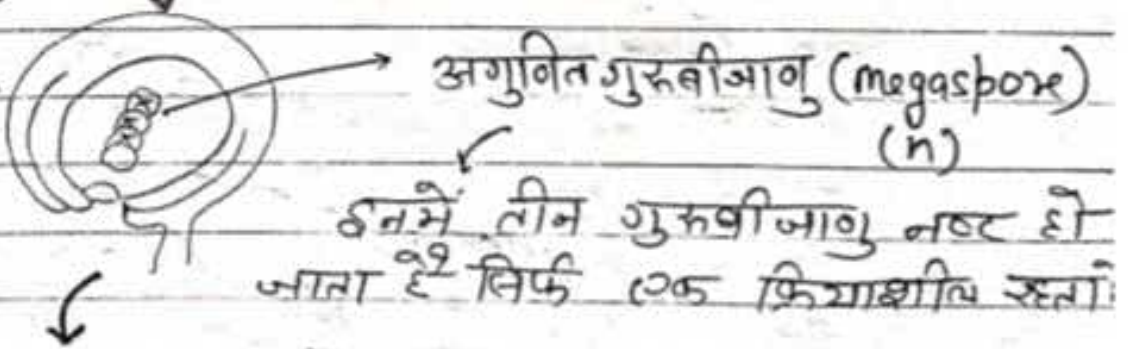 अगुणित गुरुबीजाणु (megaspore)
(n)
इनमें तीन गुरुबीजाणु नष्ट हो
जाता है सिर्फ एक क्रियाशील रहता